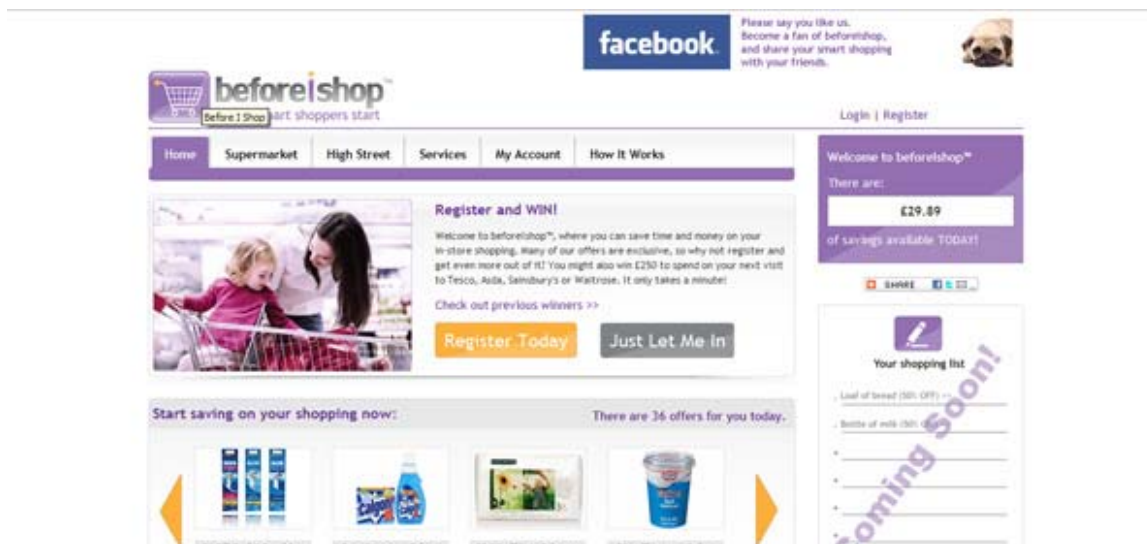 facebook
Please say you like us.
Become a fan of beforeishop,
and share your smart shopping
with your friends.
beforeishop™
Before I Shop
art shoppers start
Login | Register
Home
Supermarket
High Street
Services
My Account
How It Works
Register and WIN!
Welcome to beforeishop™, where you can save time and money on your
in-store shopping. Many of our offers are exclusive, so why not register and
get even more out of it! You might also win £250 to spend on your next visit
to Tesco, Asda, Sainsbury's or Waitrose. It only takes a minute!
Check out previous winners >>
Register Today
Just Let Me In
Welcome to beforeishop™
There are:
£29.89
of savings available TODAY!
SHARE
Your shopping list
Loaf of bread (50% OFF)
Bottle of milk (50%
Coming Soon!
Start saving on your shopping now:
There are 36 offers for you today.
Calgon